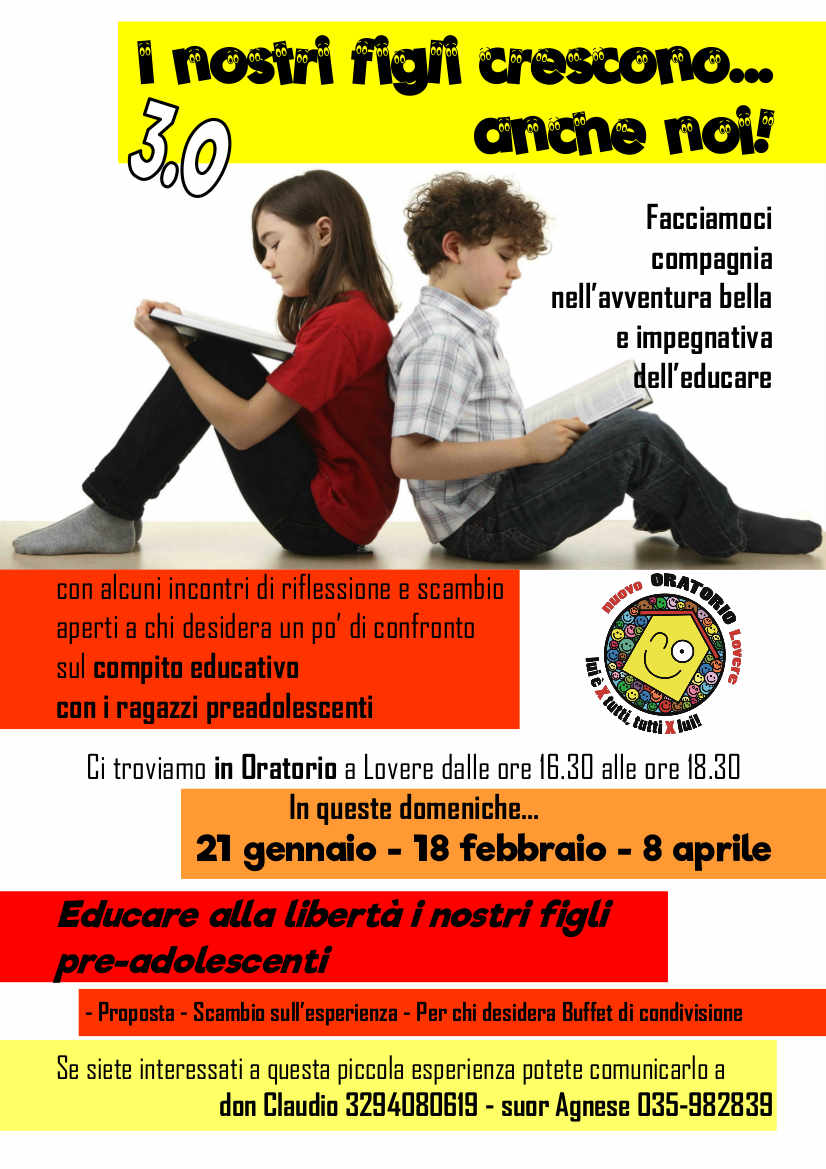 I nostri figli crescono...
anche noi!
3.0
Facciamoci
compagnia
nell'avventura bella
e impegnativa
dell'educare
con alcuni incontri di riflessione e scambio
aperti a chi desidera un po' di confronto
sul compito educativo
con i ragazzi preadolescenti
nuovo ORATORIO Lovere
lui è X tutti, tutti X lui!
Ci troviamo in Oratorio a Lovere dalle ore 16.30 alle ore 18.30
In queste domeniche...
21 gennaio - 18 febbraio - 8 aprile
Educare alla libertà i nostri figli
pre-adolescenti
- Proposta - Scambio sull'esperienza - Per chi desidera Buffet di condivisione
Se siete interessati a questa piccola esperienza potete comunicarlo a
don Claudio 3294080619 - suor Agnese 035-982839